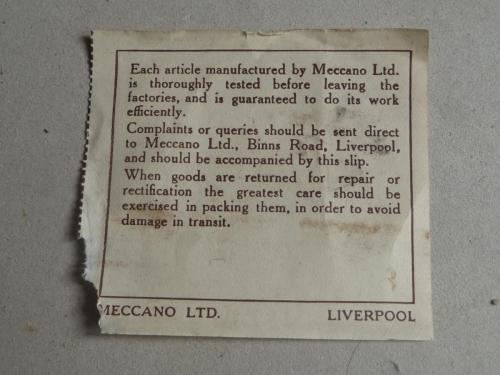 Each article manufactured by Meccano Ltd.
is thoroughly tested before leaving the
factories, and is guaranteed to do its work
efficiently.
Complaints or queries should be sent direct
to Meccano Ltd., Binns Road, Liverpool,
and should be accompanied by this slip.
When goods are returned for repair or
rectification the greatest care should be
exercised in packing them, in order to avoid
damage in transit.
MECCANO LTD. LIVERPOOL